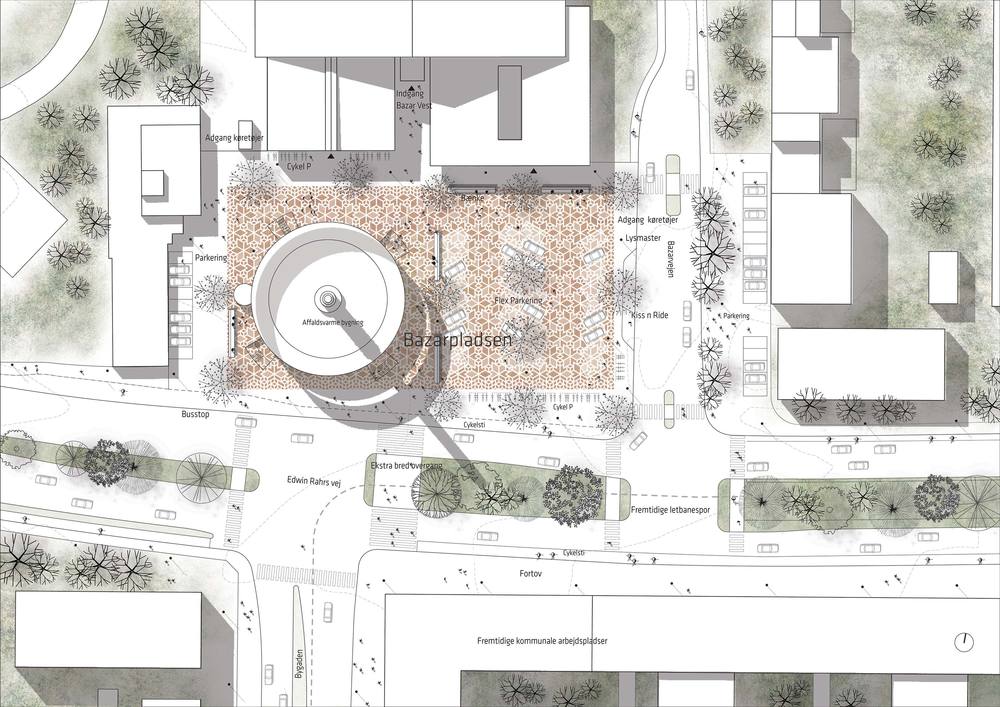 Indgang
Bazar Vest
Adgang køretøjer
Cykel P
Bænke
Adgang køretøjer
Lysmaster
Bazarvejen
Parkering
Flex Parkering
Kiss n Ride
Parkering
Affaldsvarme bygning
Bazarpladsen
Cykel P
Busstop
Cykelsti
Ekstra bred overgang
Edwin Rahrs vej
Fremtidige letbanespor
Cykelsti
Fortov
Fremtidige kommunale arbejdspladser
Bygaden